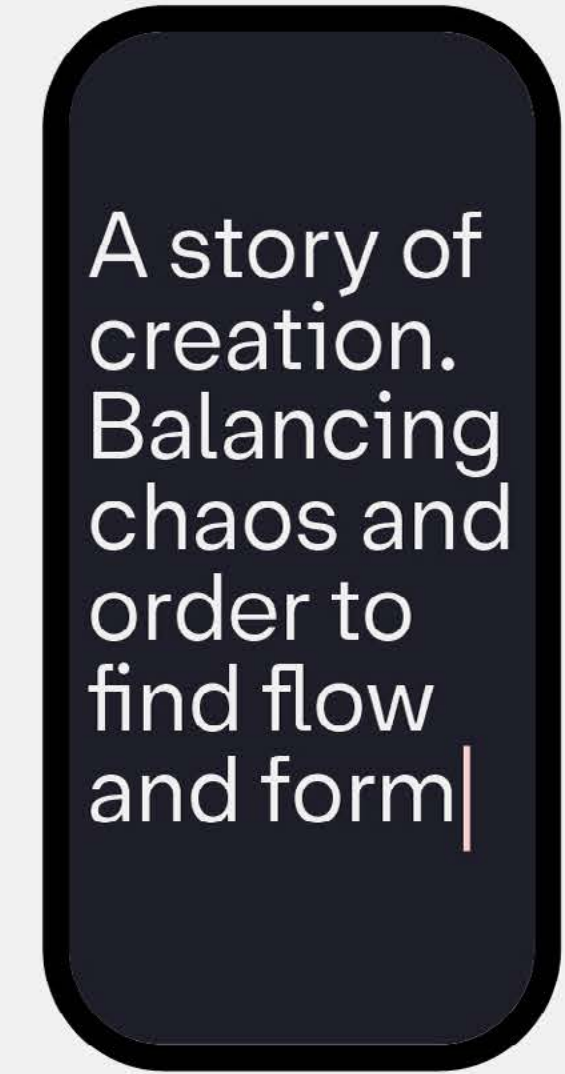 A story of
creation.
Balancing
chaos and
order to
find flow
and form